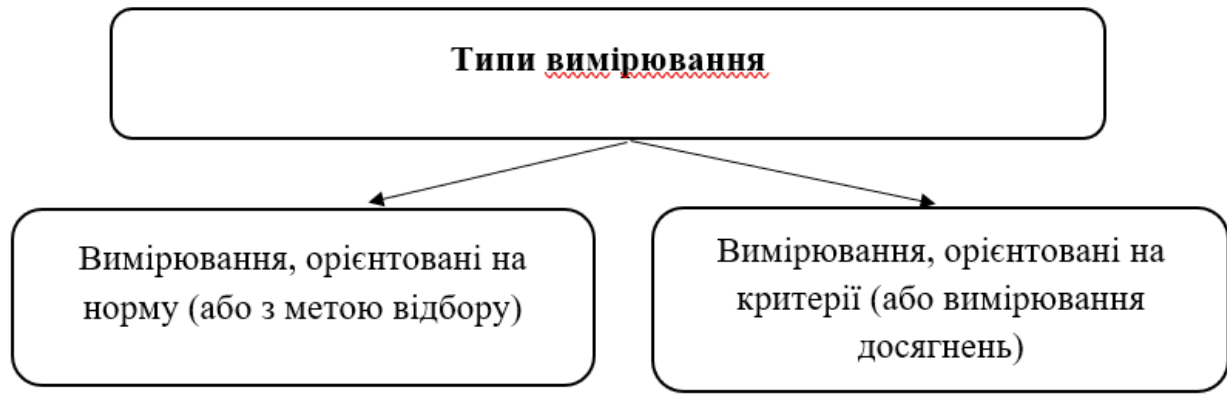 Типи вимірювання
Вимірювання, орієнтовані на
норму (або з метою відбору)
Вимірювання, орієнтовані на
критерії (або вимірювання
досягнень)